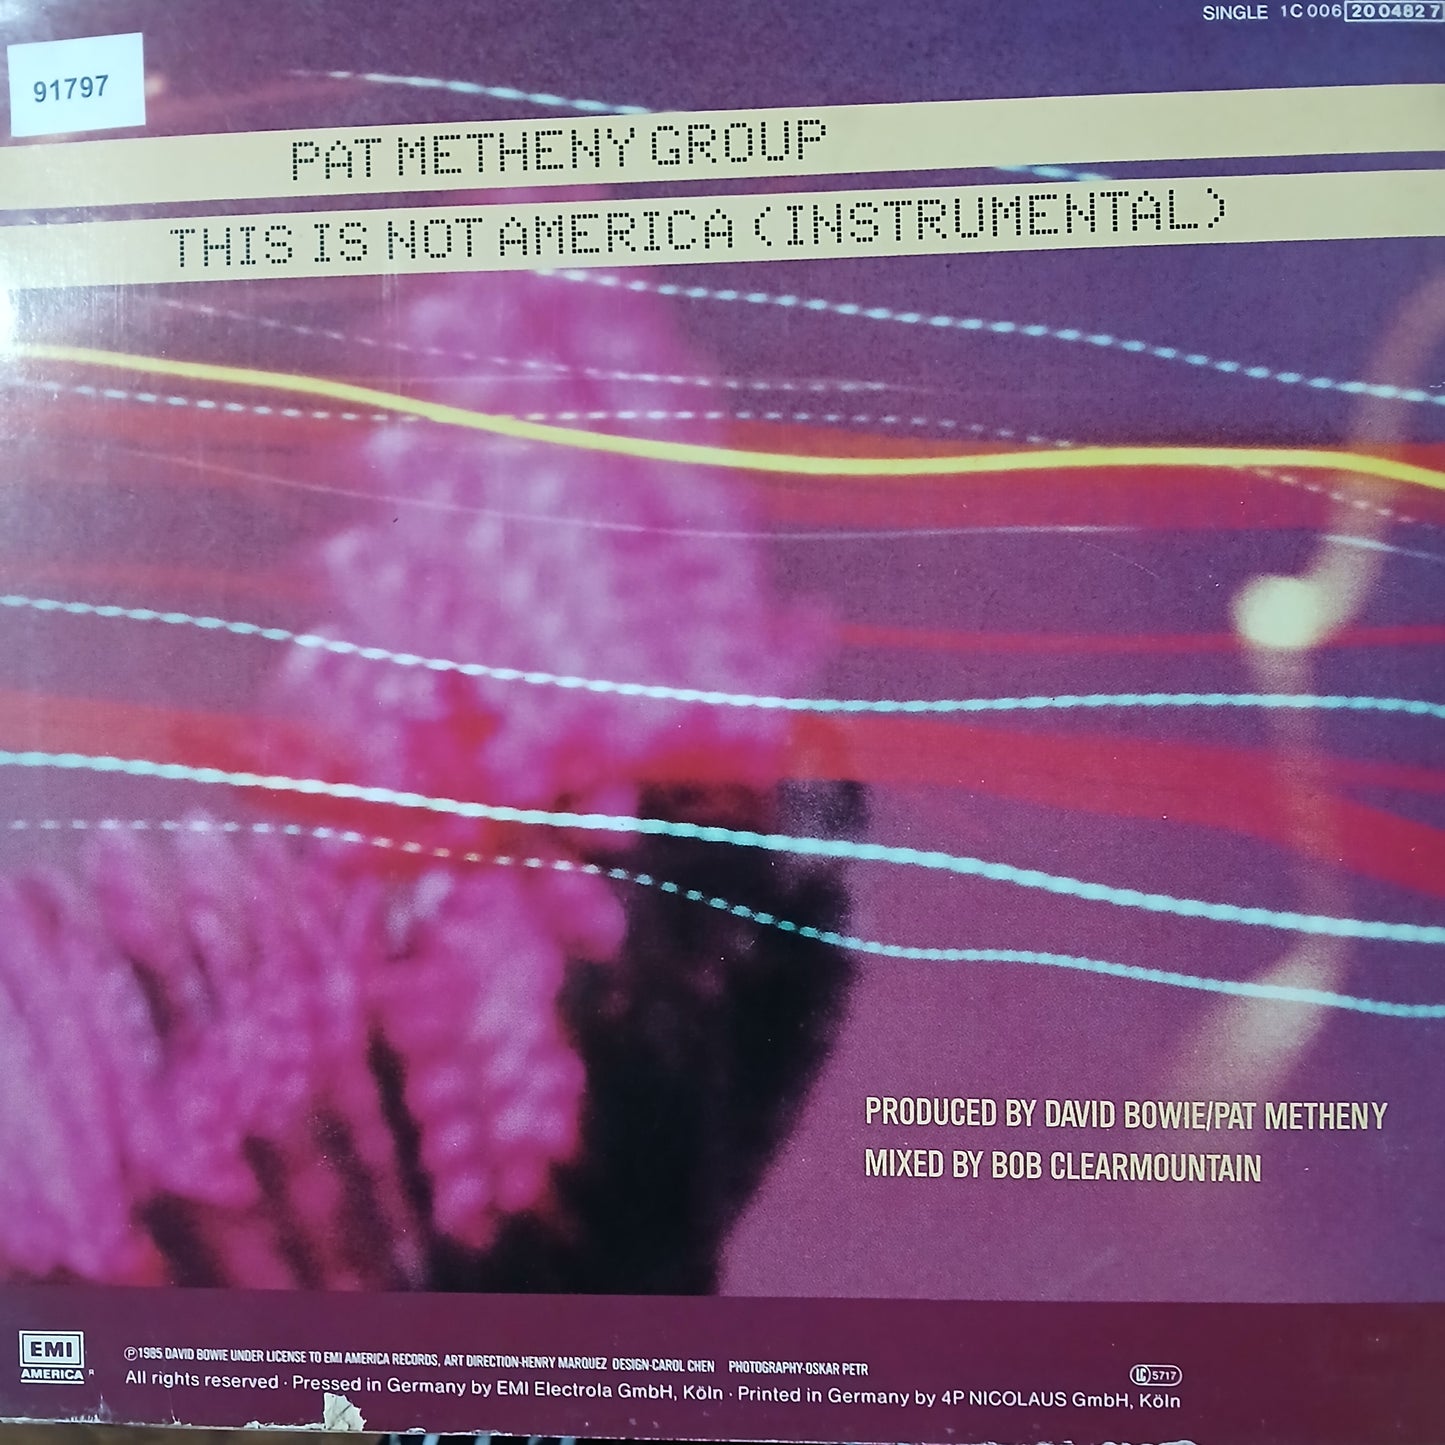 SINGLE 1C 006 20 0482 7
91797
PAT METHENY GROUP
THIS IS NOT AMERICA (INSTRUMENTAL)
PRODUCED BY DAVID BOWIE/PAT METHENY
MIXED BY BOB CLEARMOUNTAIN
EMI
AMERICA ®
℗1985 DAVID BOWIE UNDER LICENSE TO EMI AMERICA RECORDS, ART DIRECTION-HENRY MARQUEZ DESIGN-CAROL CHEN PHOTOGRAPHY-OSKAR PETR
LC 5717
All rights reserved · Pressed in Germany by EMI Electrola GmbH, Köln · Printed in Germany by 4P NICOLAUS GmbH, Köln